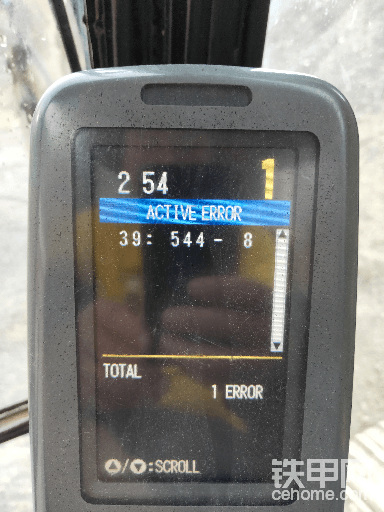 2 54
1
ACTIVE ERROR
39: 544- 8
TOTAL
1 ERROR
△/▽:SCROLL
铁甲网
cehome.com